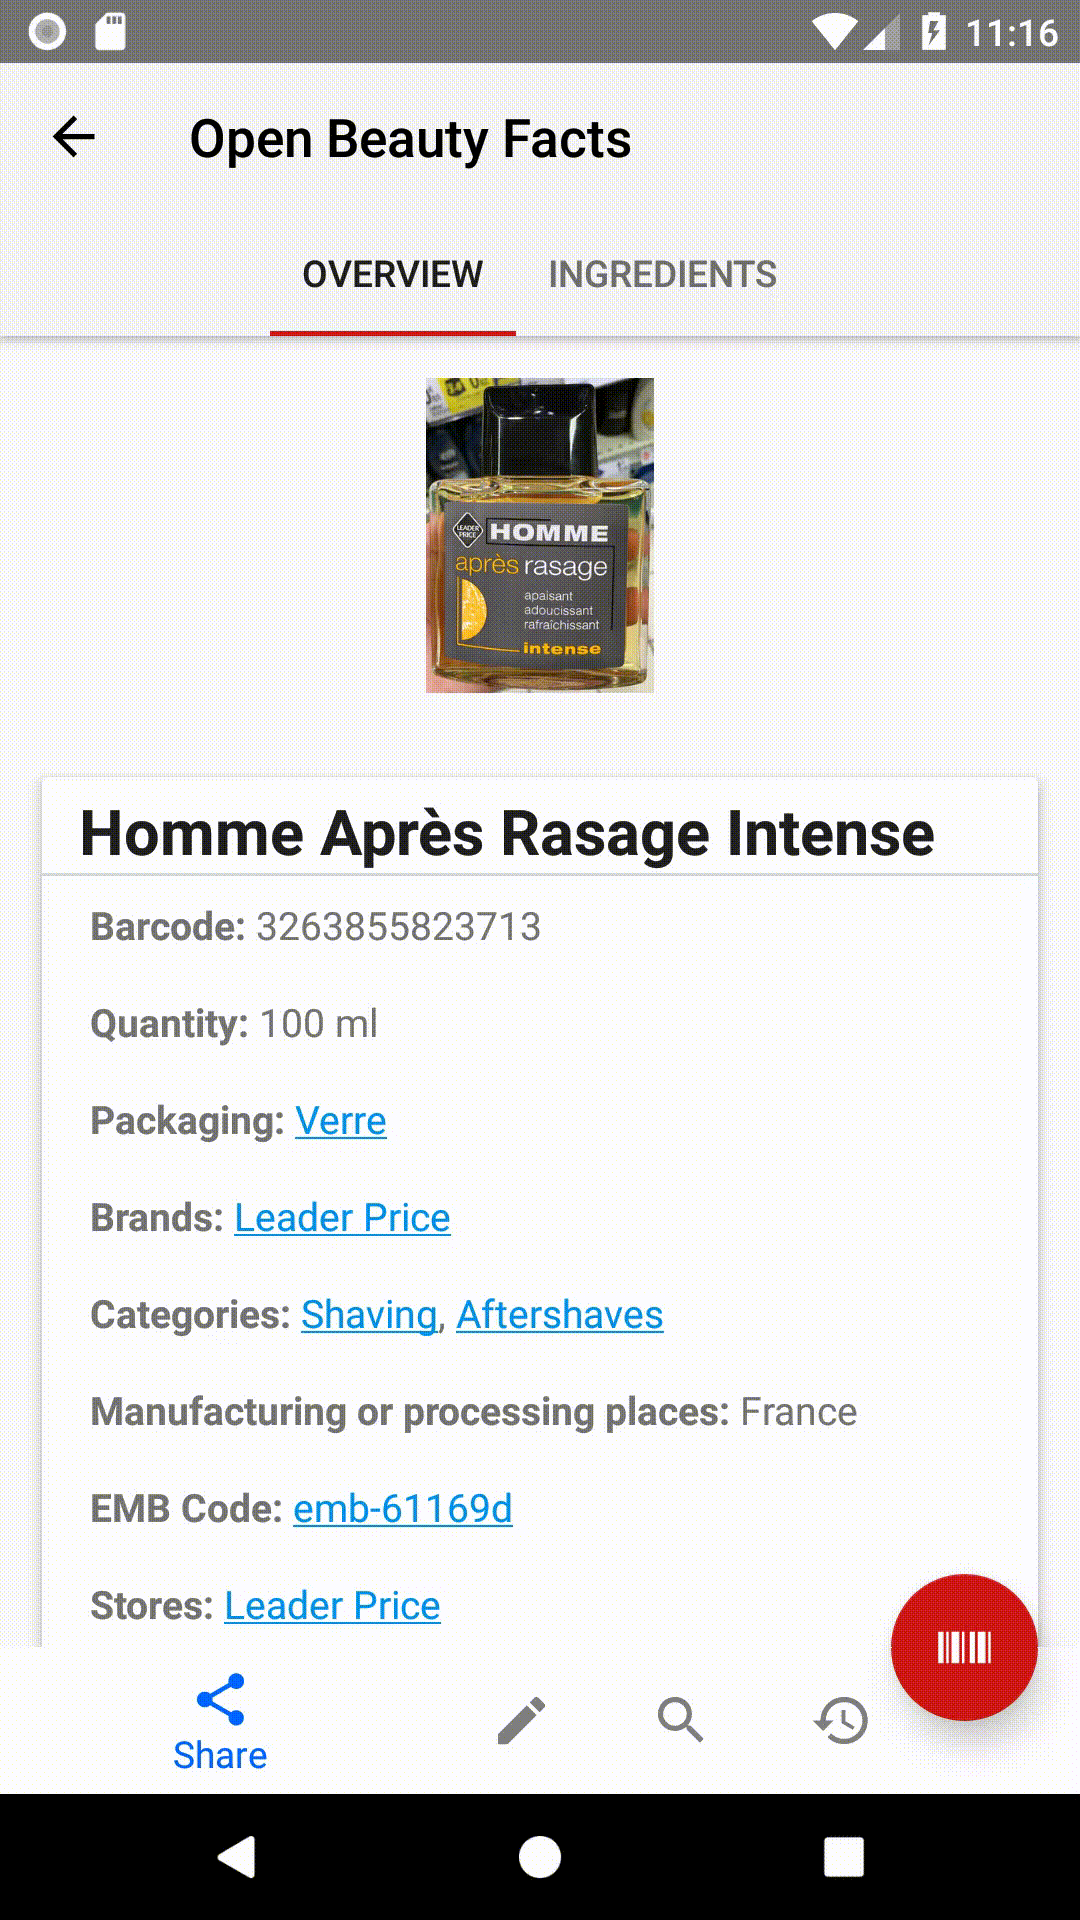 11:16
Open Beauty Facts
OVERVIEW INGREDIENTS
LEADER
PRICE
HOMME
après rasage
apaisant
adoucissant
rafraîchissant
intense
Homme Après Rasage Intense
Barcode: 3263855823713
Quantity: 100 ml
Packaging: Verre
Brands: Leader Price
Categories: Shaving, Aftershaves
Manufacturing or processing places: France
EMB Code: emb-61169d
Stores: Leader Price
Share